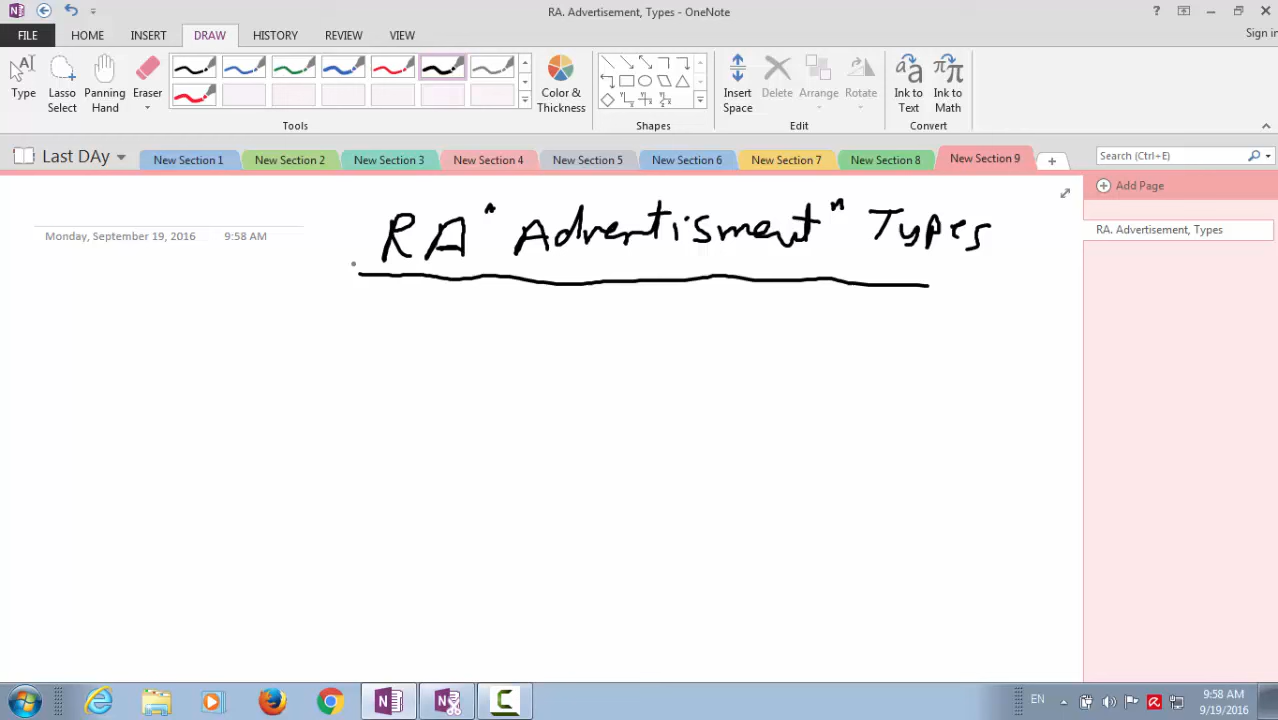 RA. Advertisement, Types - OneNote
? 
Sign in
FILE HOME INSERT DRAW HISTORY REVIEW VIEW
Type
Lasso Select
Panning Hand
Eraser
Color & Thickness
Insert Space
Delete
Arrange
Rotate
Ink to Text
Ink to Math
Tools
Shapes
Edit
Convert
Last DAy
New Section 1 New Section 2 New Section 3 New Section 4 New Section 5 New Section 6 New Section 7 New Section 8 New Section 9
Search (Ctrl+E)
Add Page
RA. Advertisement, Types
RA " Advertisment " Types
Monday, September 19, 2016 9:58 AM
EN
9:58 AM
9/19/2016